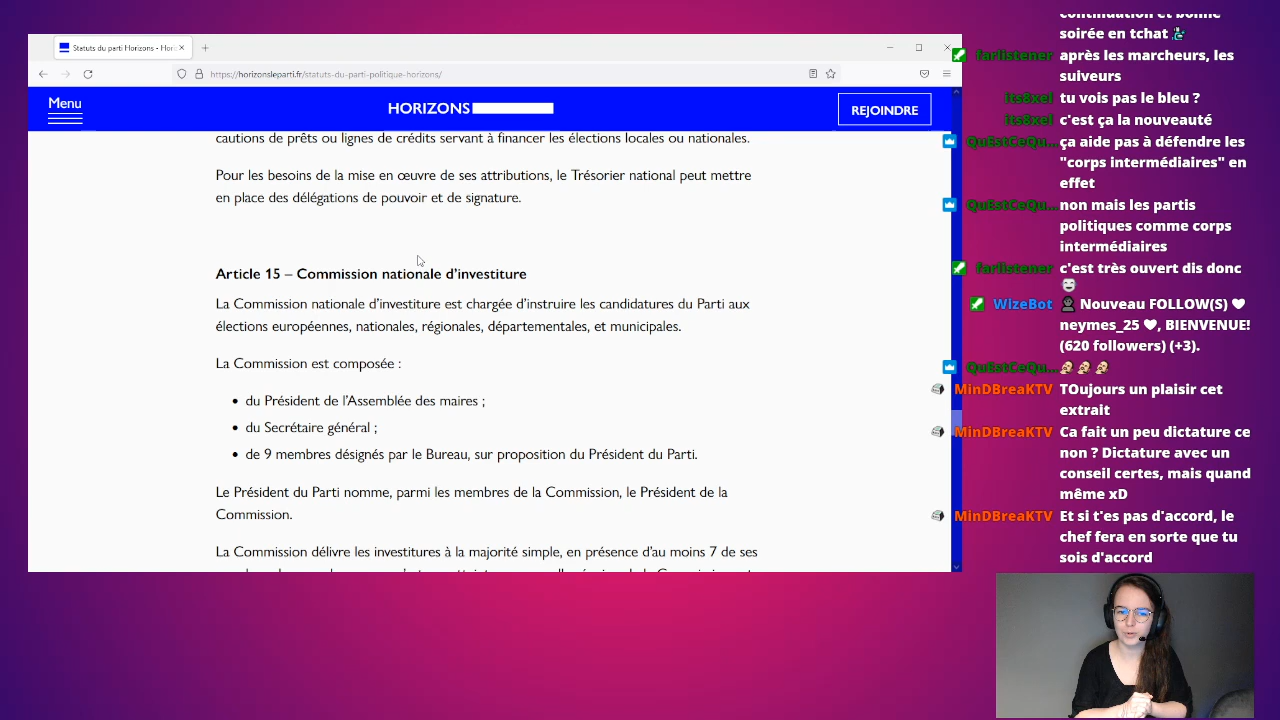 Statuts du parti Horizons - Hori
https://horizonsleparti.fr/statuts-du-parti-politique-horizons/
Menu
HORIZONS
REJOINDRE
cautions de prêts ou lignes de crédits servant à financer les élections locales ou nationales.
Pour les besoins de la mise en œuvre de ses attributions, le Trésorier national peut mettre
en place des délégations de pouvoir et de signature.
Article 15 – Commission nationale d’investiture
La Commission nationale d’investiture est chargée d’instruire les candidatures du Parti aux
élections européennes, nationales, régionales, départementales, et municipales.
La Commission est composée :
• du Président de l’Assemblée des maires ;
• du Secrétaire général ;
• de 9 membres désignés par le Bureau, sur proposition du Président du Parti.
Le Président du Parti nomme, parmi les membres de la Commission, le Président de la
Commission.
La Commission délivre les investitures à la majorité simple, en présence d’au moins 7 de ses
continuation et bonne
soirée en tchat
farlistener après les marcheurs, les
suiveurs
its8xel tu vois pas le bleu ?
its8xel c'est ça la nouveauté
QuEstCeQu... ça aide pas à défendre les
"corps intermédiaires" en
effet
QuEstCeQu... non mais les partis
politiques comme corps
intermédiaires
farlistener c'est très ouvert dis donc
WizeBot Nouveau FOLLOW(S) ♥
neymes_25 ♥, BIENVENUE!
(620 followers) (+3).
QuEstCeQu...
MinDBreaKTV TOujours un plaisir cet
extrait
MinDBreaKTV Ca fait un peu dictature ce
non ? Dictature avec un
conseil certes, mais quand
même xD
MinDBreaKTV Et si t'es pas d'accord, le
chef fera en sorte que tu
sois d'accord